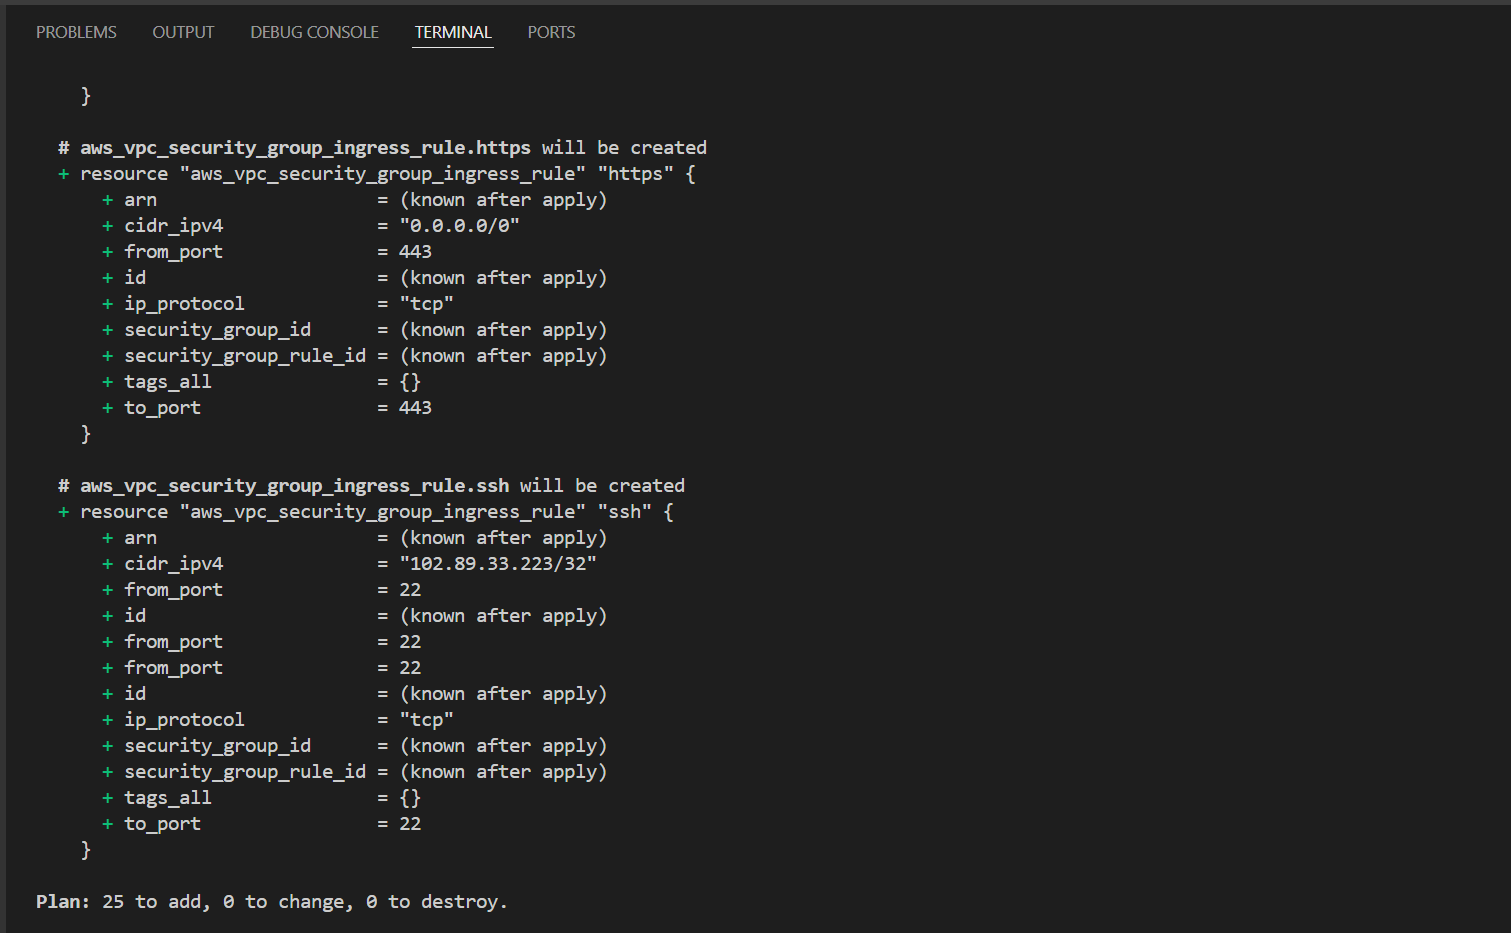 PROBLEMS OUTPUT DEBUG CONSOLE TERMINAL PORTS
}
# aws_vpc_security_group_ingress_rule.https will be created
+ resource "aws_vpc_security_group_ingress_rule" "https" {
+ arn = (known after apply)
+ cidr_ipv4 = "0.0.0.0/0"
+ from_port = 443
+ id = (known after apply)
+ ip_protocol = "tcp"
+ security_group_id = (known after apply)
+ security_group_rule_id = (known after apply)
+ tags_all = {}
+ to_port = 443
}
# aws_vpc_security_group_ingress_rule.ssh will be created
+ resource "aws_vpc_security_group_ingress_rule" "ssh" {
+ arn = (known after apply)
+ cidr_ipv4 = "102.89.33.223/32"
+ from_port = 22
+ id = (known after apply)
+ from_port = 22
+ from_port = 22
+ id = (known after apply)
+ ip_protocol = "tcp"
+ security_group_id = (known after apply)
+ security_group_rule_id = (known after apply)
+ tags_all = {}
+ to_port = 22
}
Plan: 25 to add, 0 to change, 0 to destroy.